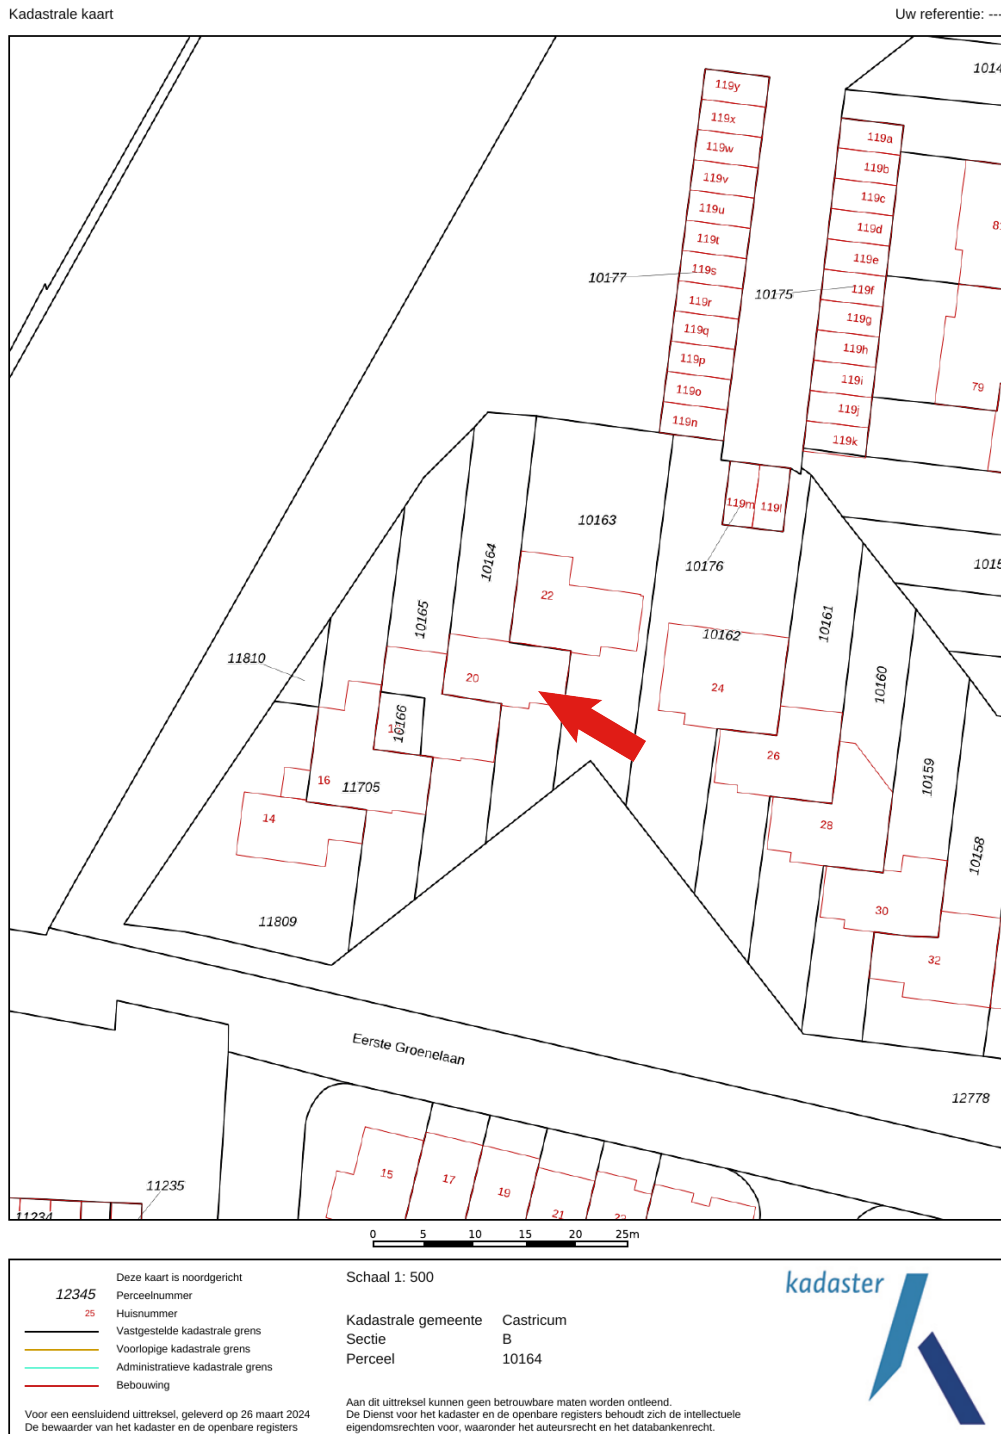 Kadastrale kaart
Uw referentie: ---
119y
119x
119w
119v
119u
119t
119s
119r
119q
119p
119o
119n
10177
10175
119a
119b
119c
119d
119e
119f
119g
119h
119i
119j
119k
79
119m
119l
10176
10163
10164
10165
22
10162
10161
10160
10159
10158
11810
20
24
26
10166
16
11705
14
28
30
32
11809
Eerste Groenelaan
12778
15
17
19
21
11235
11234
0 5 10 15 20 25m
Deze kaart is noordgericht
12345 Perceelnummer
25 Huisnummer
Vastgestelde kadastrale grens
Voorlopige kadastrale grens
Administratieve kadastrale grens
Bebouwing
Voor een eensluidend uittreksel, geleverd op 26 maart 2024
De bewaarder van het kadaster en de openbare registers
Schaal 1: 500
Kadastrale gemeente Castricum
Sectie B
Perceel 10164
Aan dit uittreksel kunnen geen betrouwbare maten worden ontleend.
De Dienst voor het kadaster en de openbare registers behoudt zich de intellectuele
eigendomsrechten voor, waaronder het auteursrecht en het databankenrecht.
kadaster